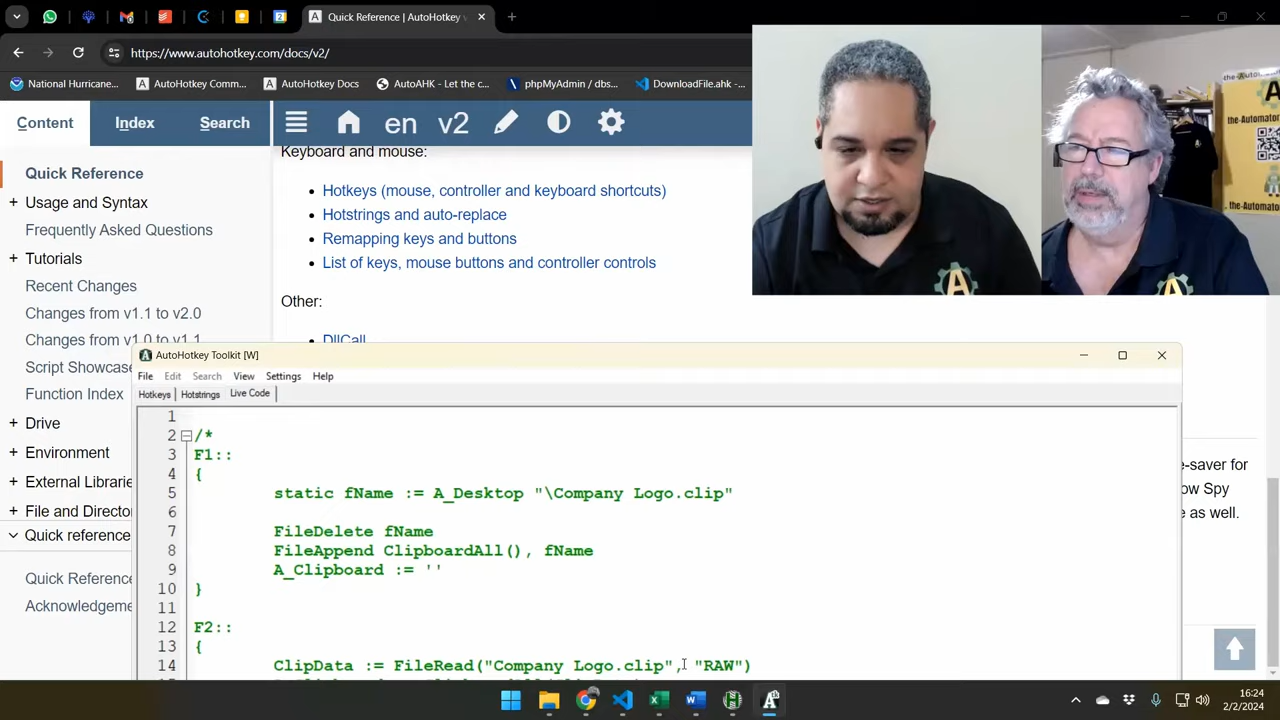 Quick Reference | AutoHotkey v
https://www.autohotkey.com/docs/v2/
National Hurricane...
AutoHotkey Comm...
AutoHotkey Docs
AutoAHK - Let the c...
phpMyAdmin / dbs...
DownloadFile.ahk -
Content
Index
Search
en
v2
Quick Reference
+ Usage and Syntax
Frequently Asked Questions
+ Tutorials
Recent Changes
Changes from v1.1 to v2.0
Changes from v1.0 to v1.1
Script Showcase
Function Index
+ Drive
+ Environment
+ External Librarie
+ File and Directo
Quick reference
Quick Reference
Acknowledgeme
Keyboard and mouse:
• Hotkeys (mouse, controller and keyboard shortcuts)
• Hotstrings and auto-replace
• Remapping keys and buttons
• List of keys, mouse buttons and controller controls
Other:
• DllCall
e-saver for
ow Spy
e as well.
the-Automator
AutoHotkey Toolkit [W]
File Edit Search View Settings Help
Hotkeys Hotstrings Live Code
1
2 /*
3 F1::
4 {
5 static fName := A_Desktop "\Company Logo.clip"
6
7 FileDelete fName
8 FileAppend ClipboardAll(), fName
9 A_Clipboard := ''
10 }
11
12 F2::
13 {
14 ClipData := FileRead("Company Logo.clip", "RAW")
16:24
2/2/2024